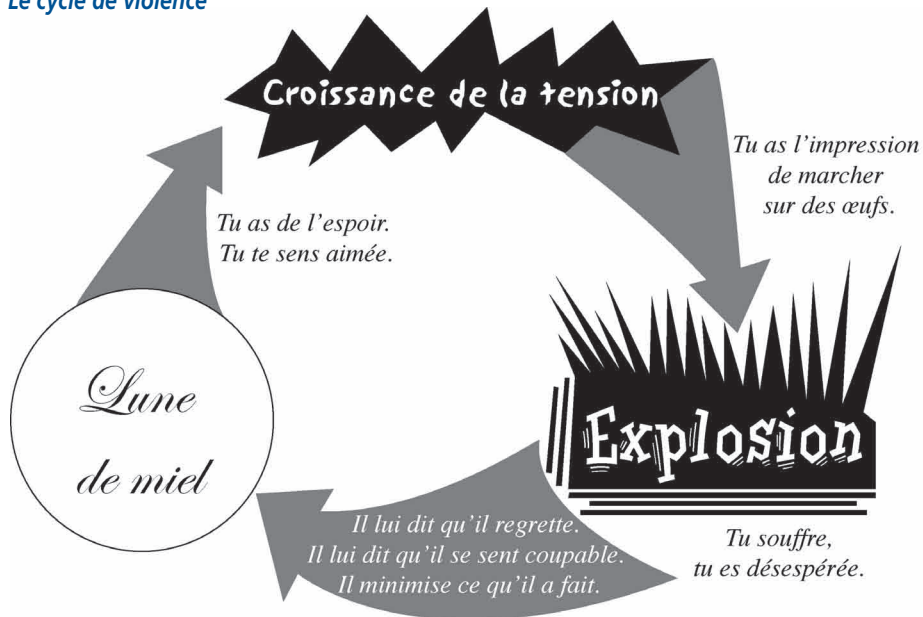 Le cycle de violence
Croissance de la tension
Tu as l'impression
de marcher
sur des œufs.
Tu as de l'espoir.
Tu te sens aimée.
Lune
de miel
Explosion
Il lui dit qu'il regrette.
Il lui dit qu'il se sent coupable.
Il minimise ce qu'il a fait.
Tu souffre,
tu es désespérée.